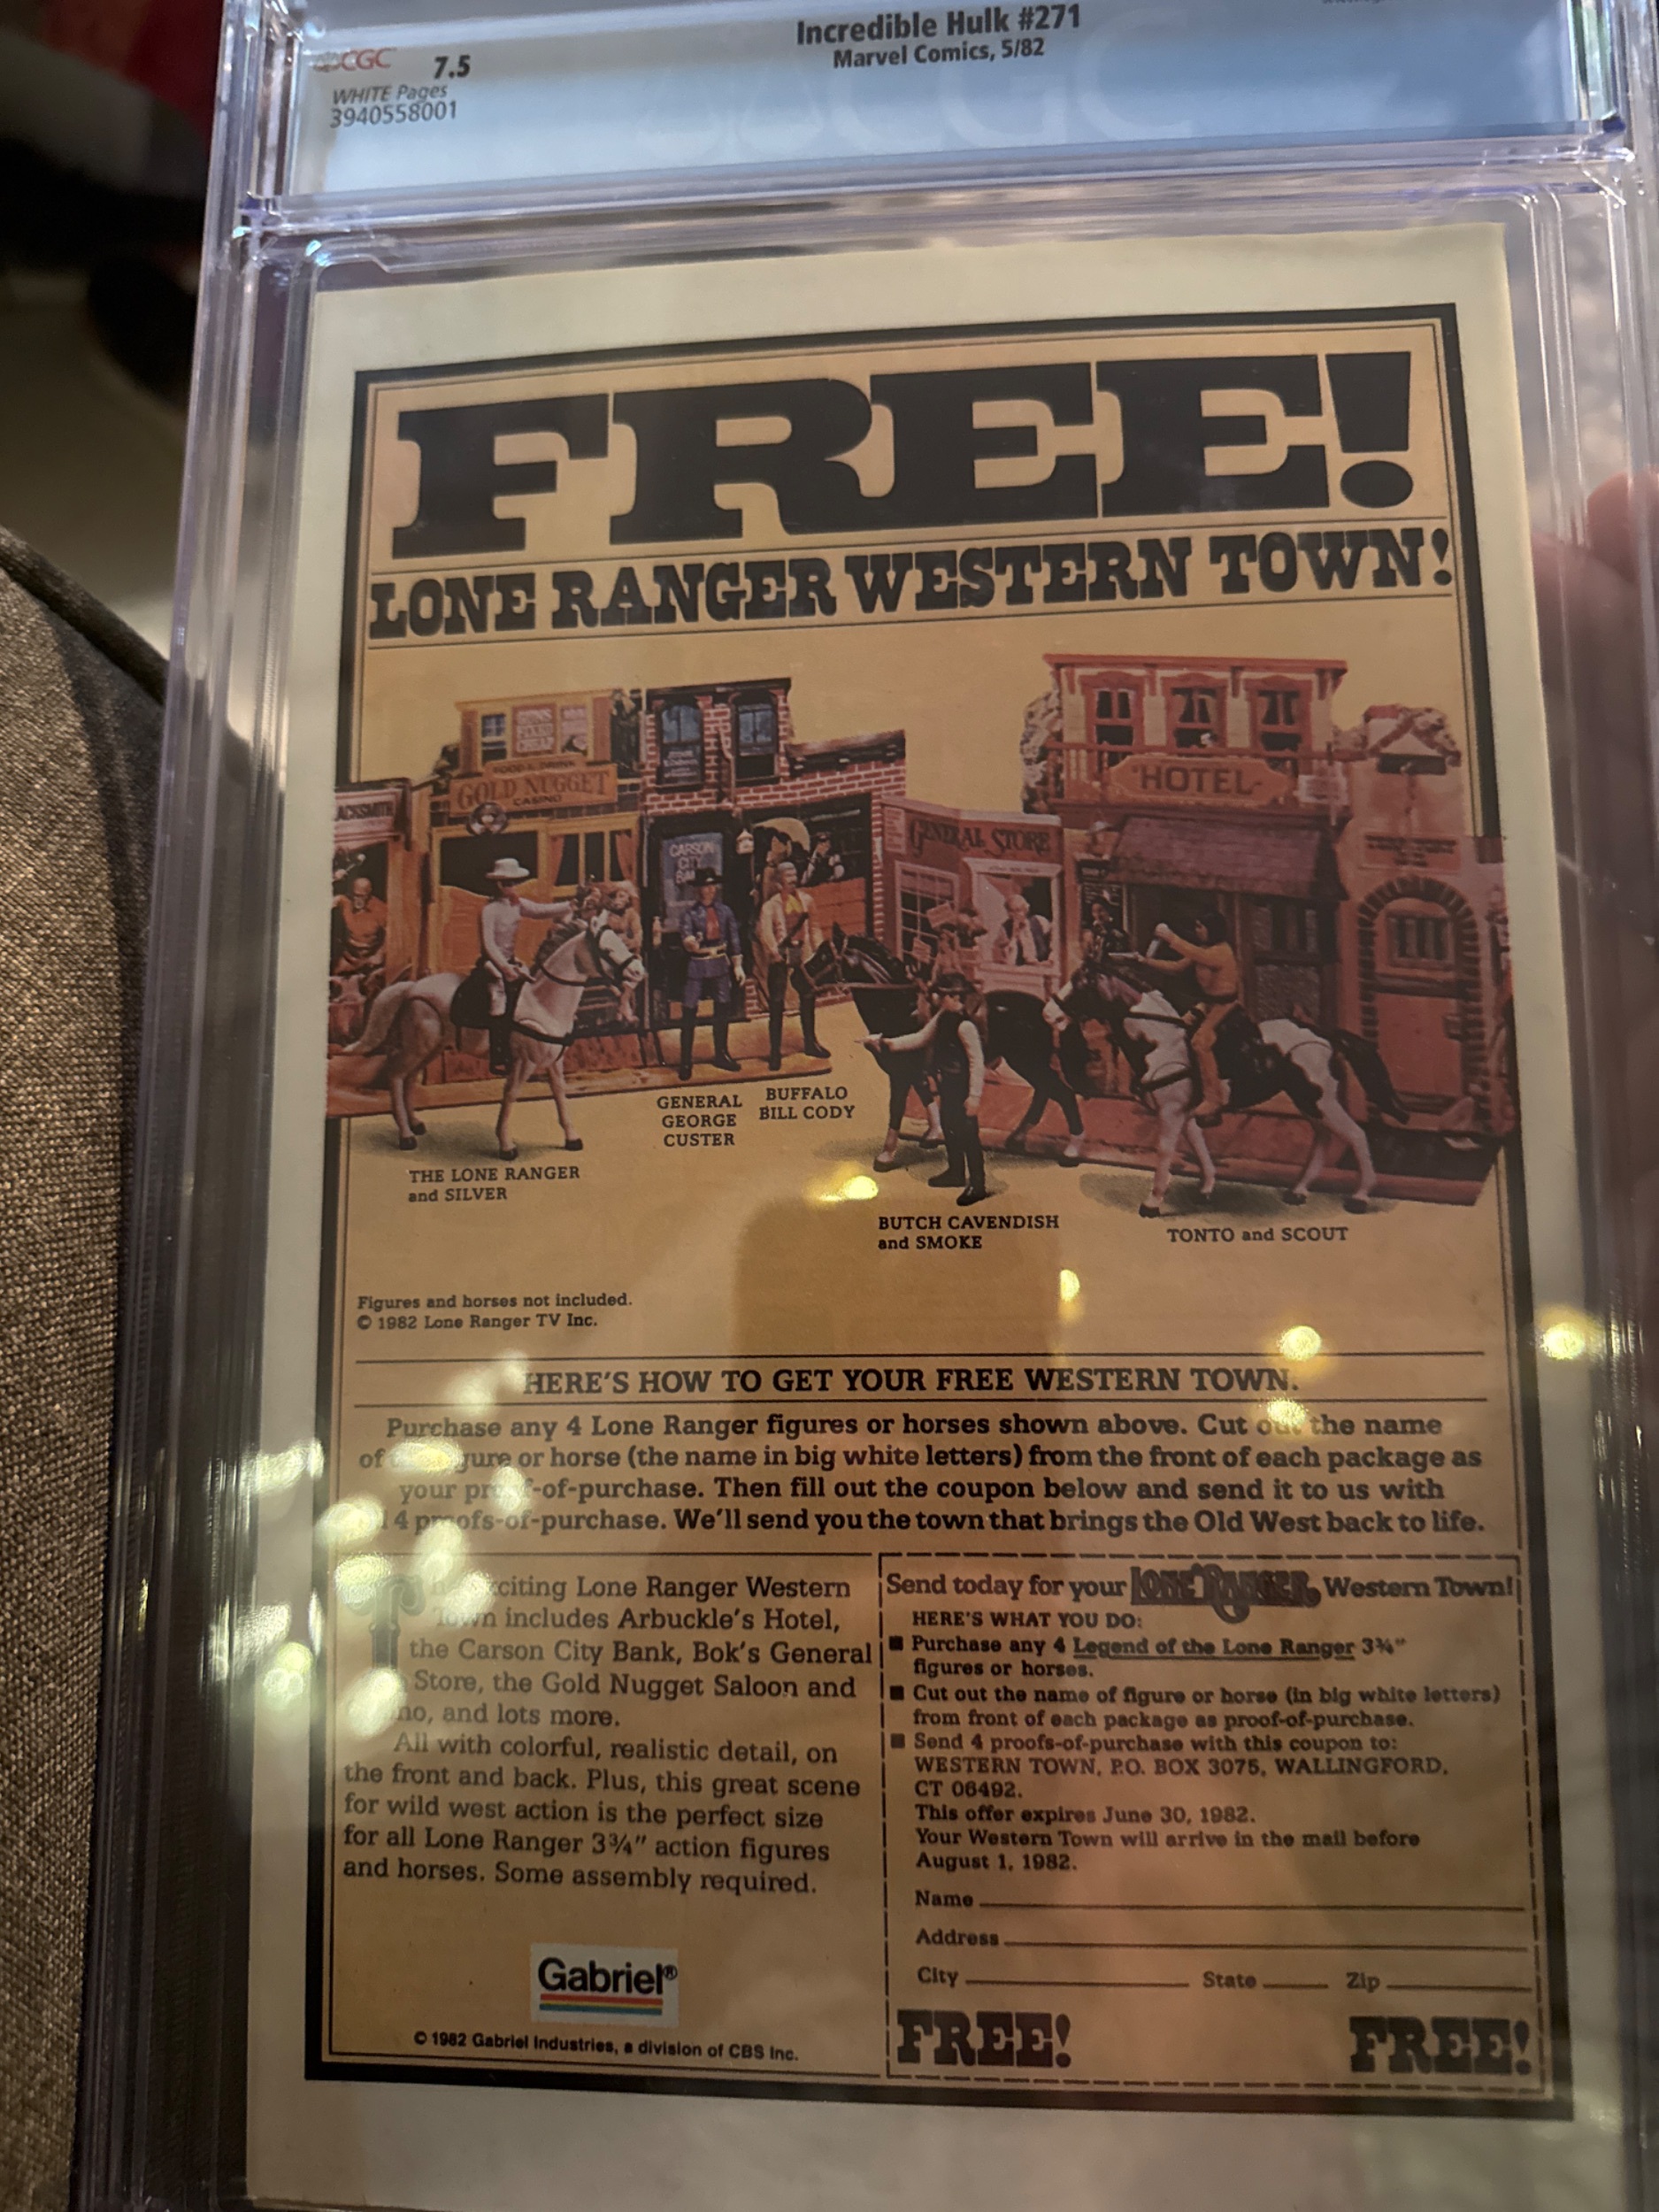 Incredible Hulk #271
Marvel Comics, 5/82
CGC 7.5
WHITE Pages
3940558001
FREE!
LONE RANGER WESTERN TOWN!
ACKSMITH
FOOD & DRINK
GOLD NUGGET
CASINO
CARSON
CITY
GENERAL STORE
HOTEL
THE LONE RANGER
and SILVER
GENERAL
GEORGE
CUSTER
BUFFALO
BILL CODY
BUTCH CAVENDISH
and SMOKE
TONTO and SCOUT
Figures and horses not included.
© 1982 Lone Ranger TV Inc.
HERE'S HOW TO GET YOUR FREE WESTERN TOWN.
Purchase any 4 Lone Ranger figures or horses shown above. Cut out the name
of figure or horse (the name in big white letters) from the front of each package as
your proof-of-purchase. Then fill out the coupon below and send it to us with
4 proofs-of-purchase. We'll send you the town that brings the Old West back to life.
exciting Lone Ranger Western
Town includes Arbuckle's Hotel,
the Carson City Bank, Bok's General
Store, the Gold Nugget Saloon and
and lots more.
All with colorful, realistic detail, on
the front and back. Plus, this great scene
for wild west action is the perfect size
for all Lone Ranger 3¾" action figures
and horses. Some assembly required.
Gabriel®
© 1982 Gabriel Industries, a division of CBS Inc.
Send today for your LONE RANGER Western Town!
HERE'S WHAT YOU DO:
■ Purchase any 4 Legend of the Lone Ranger 3¾"
figures or horses.
■ Cut out the name of figure or horse (in big white letters)
from front of each package as proof-of-purchase.
■ Send 4 proofs-of-purchase with this coupon to:
WESTERN TOWN, P.O. BOX 3075, WALLINGFORD,
CT 06492.
This offer expires June 30, 1982.
Your Western Town will arrive in the mail before
August 1, 1982.
Name
Address
City State Zip
FREE! FREE!